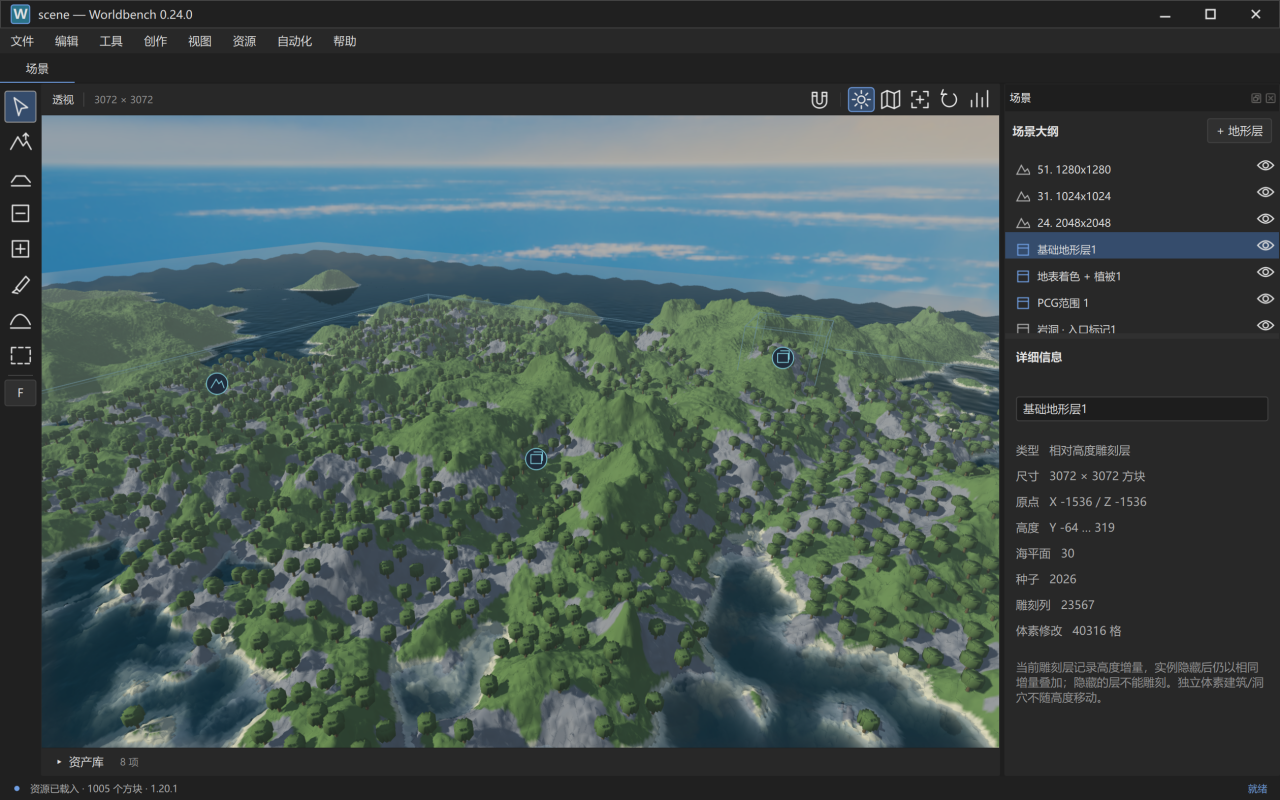 W scene — Worldbench 0.24.0
文件 编辑 工具 创作 视图 资源 自动化 帮助
场景
透视 3072 × 3072
F
场景
场景大纲 + 地形层
51. 1280x1280
31. 1024x1024
24. 2048x2048
基础地形层1
地表着色 + 植被1
PCG范围 1
岩洞 · 入口标记1
详细信息
基础地形层1
类型 相对高度雕刻层
尺寸 3072 × 3072 方块
原点 X -1536 / Z -1536
高度 Y -64 ... 319
海平面 30
种子 2026
雕刻列 23567
体素修改 40316 格
当前雕刻层记录高度增量，实例隐藏后仍以相同
增量叠加；隐藏的层不能雕刻。独立体素建筑/洞
穴不随高度移动。
资产库 8 项
资源已载入 · 1005 个方块 · 1.20.1
就绪